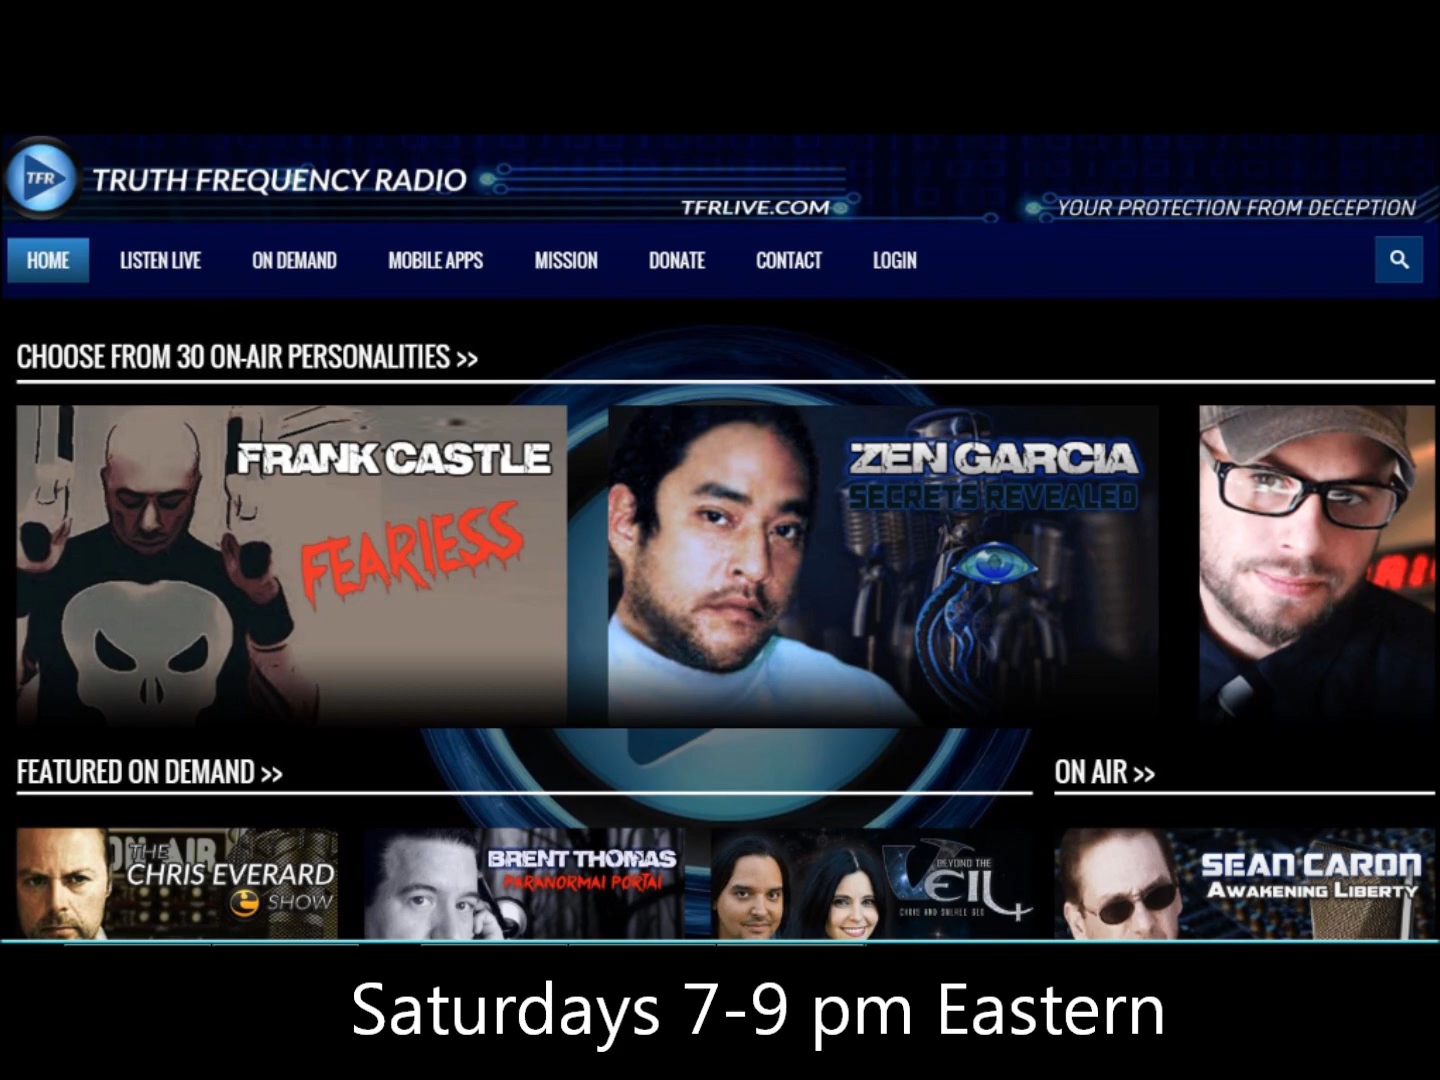 TFR
TRUTH FREQUENCY RADIO
TFRLIVE.COM
YOUR PROTECTION FROM DECEPTION
HOME LISTEN LIVE ON DEMAND MOBILE APPS MISSION DONATE CONTACT LOGIN
CHOOSE FROM 30 ON-AIR PERSONALITIES >>
FRANK CASTLE
FEARLESS
ZEN GARCIA
SECRETS REVEALED
FEATURED ON DEMAND >>
ON AIR >>
ON AIR
THE
CHRIS EVERARD
SHOW
BRENT THOMAS
PARANORMAL PORTAL
BEYOND THE
VEIL
SEAN CARON
AWAKENING LIBERTY
Saturdays 7-9 pm Eastern